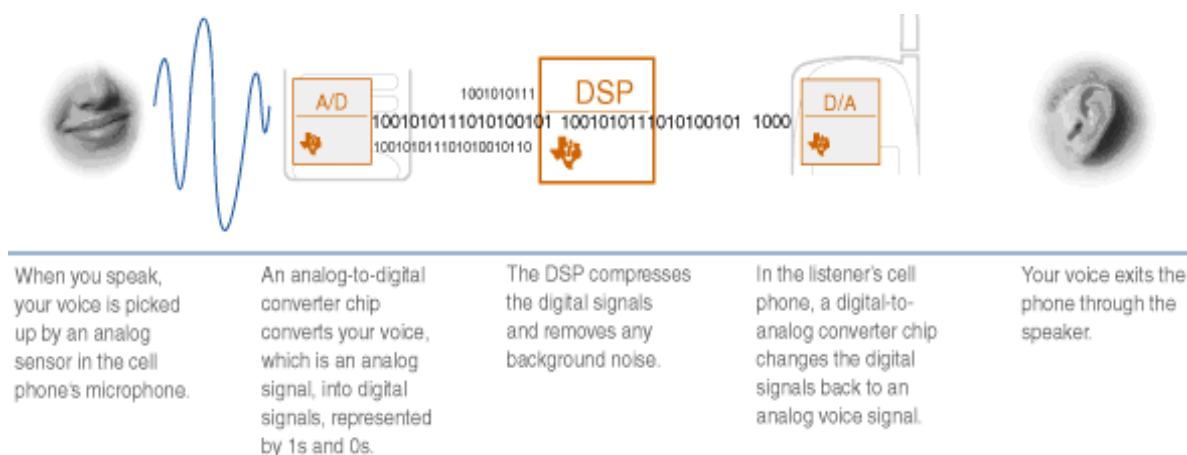 A/D
1001010111
1001010111010100101
100101011101010010110
DSP
1001010111010100101
1000
D/A
When you speak,
your voice is picked
up by an analog
sensor in the cell
phone's microphone.
An analog-to-digital
converter chip
converts your voice,
which is an analog
signal, into digital
signals, represented
by 1s and 0s.
The DSP compresses
the digital signals
and removes any
background noise.
In the listener's cell
phone, a digital-to-
analog converter chip
changes the digital
signals back to an
analog voice signal.
Your voice exits the
phone through the
speaker.